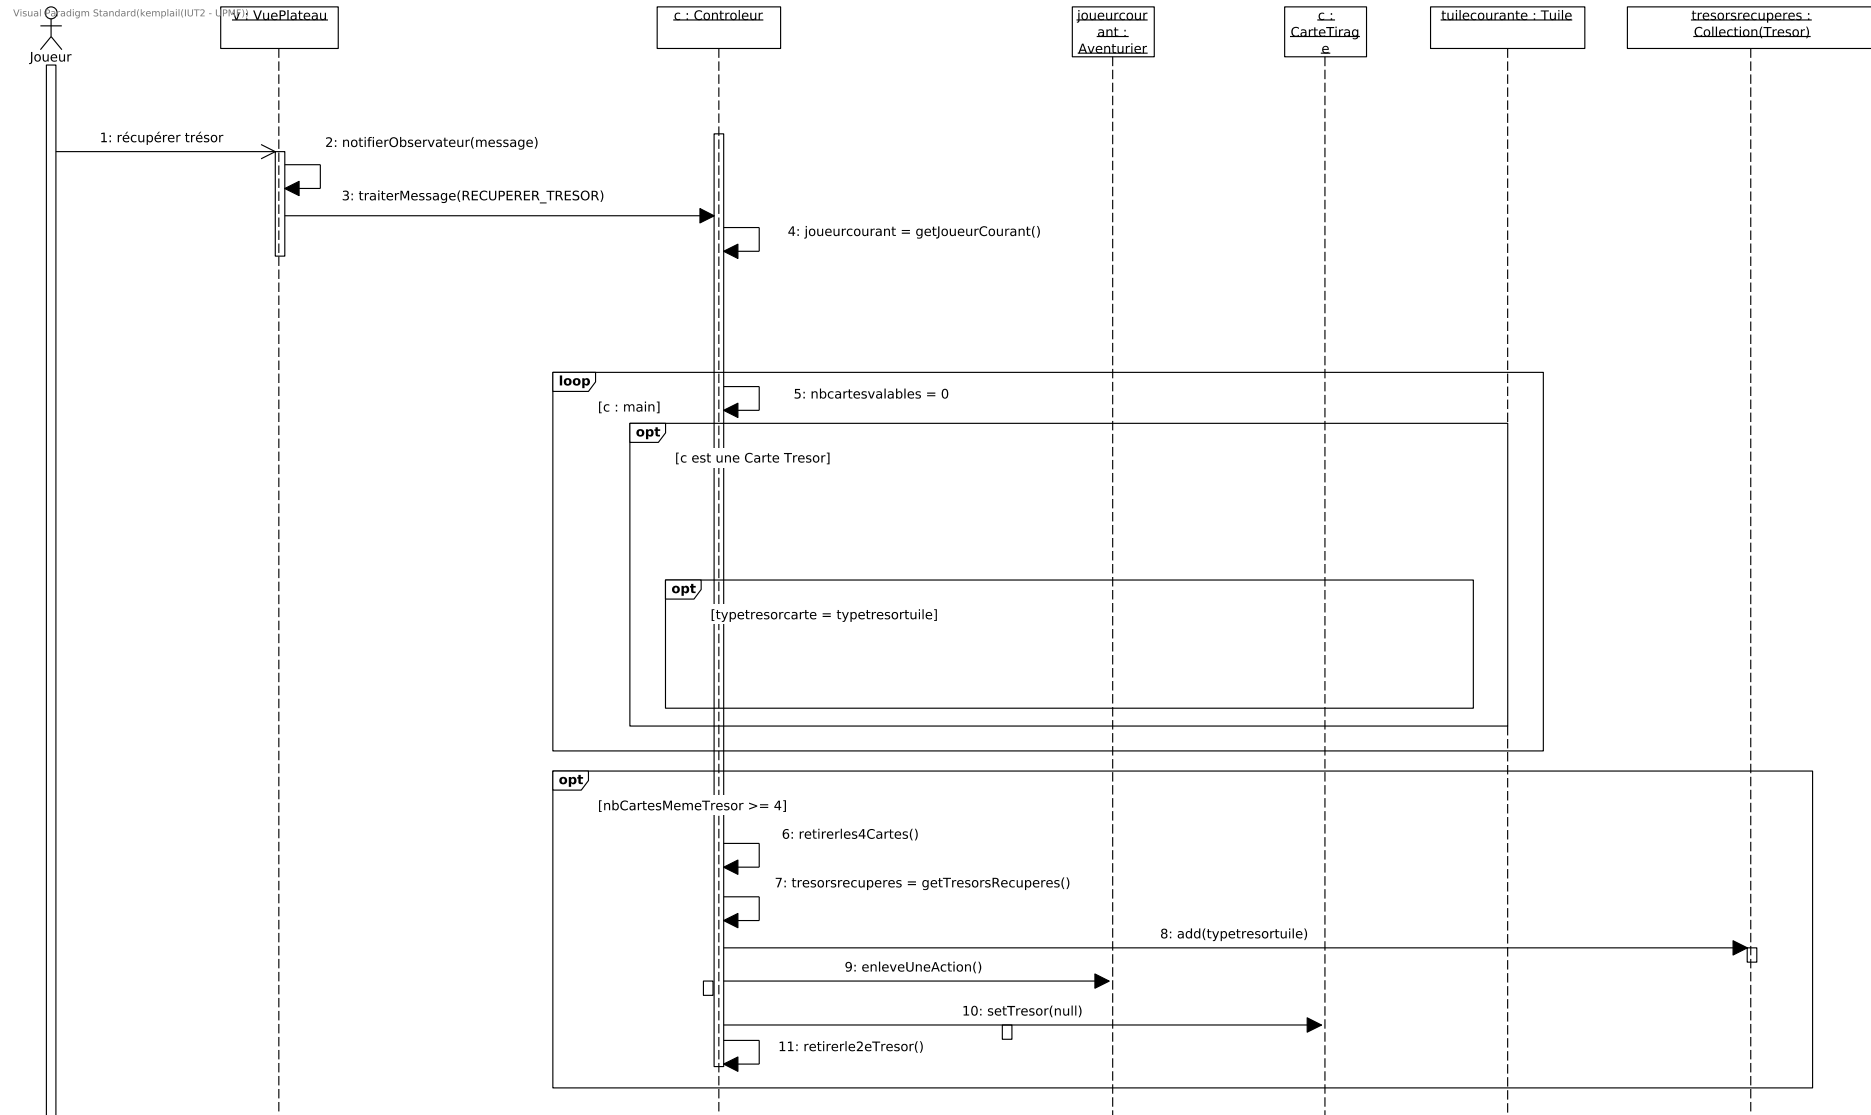 Visual Paradigm Standard(kemplail(IUT2 - UPMF))
Joueur
v : VuePlateau
c : Controleur
joueurcour
ant :
Aventurier
c :
CarteTirag
e
tuilecourante : Tuile
tresorsrecuperes :
Collection(Tresor)
1: récupérer trésor
2: notifierObservateur(message)
3: traiterMessage(RECUPERER_TRESOR)
4: joueurcourant = getJoueurCourant()
loop
5: nbcartesvalables = 0
[c : main]
opt
[c est une Carte Tresor]
opt
[typetresorcarte = typetresortuile]
opt
[nbCartesMemeTresor >= 4]
6: retirerles4Cartes()
7: tresorsrecuperes = getTresorsRecuperes()
8: add(typetresortuile)
9: enleveUneAction()
10: setTresor(null)
11: retirerle2eTresor()